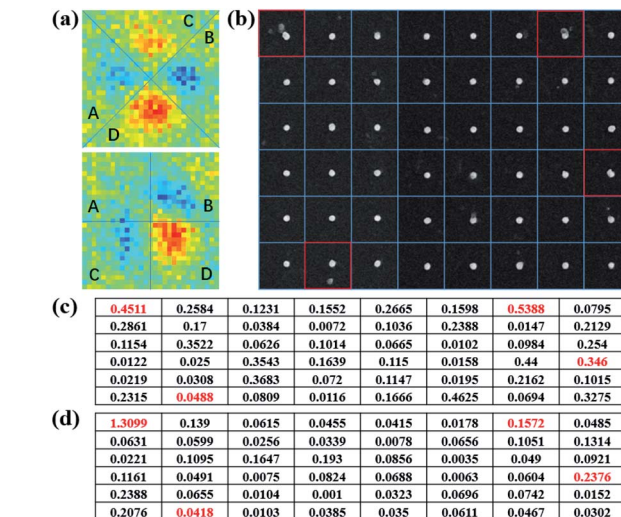 (a) (b)
C
B
A
D
A B
C D
(c)
0.4511 0.2584 0.1231 0.1552 0.2665 0.1598 0.5388 0.0795
0.2861 0.17 0.0384 0.0072 0.1036 0.2388 0.0147 0.2129
0.1154 0.3522 0.0626 0.1014 0.0665 0.0102 0.0984 0.254
0.0122 0.025 0.3543 0.1639 0.115 0.0158 0.44 0.346
0.0219 0.0308 0.3683 0.072 0.1147 0.0195 0.2162 0.1015
0.2315 0.0488 0.0809 0.0116 0.1666 0.4625 0.0694 0.3275
(d)
1.3099 0.139 0.0615 0.0455 0.0415 0.0178 0.1572 0.0485
0.0631 0.0599 0.0256 0.0339 0.0078 0.0656 0.1051 0.1314
0.0221 0.1095 0.1647 0.193 0.0856 0.0035 0.049 0.0921
0.1161 0.0491 0.0075 0.0824 0.0688 0.0063 0.0604 0.2376
0.2388 0.0655 0.0104 0.001 0.0323 0.0696 0.0742 0.0152
0.2076 0.0418 0.0103 0.0385 0.035 0.0611 0.0467 0.0302